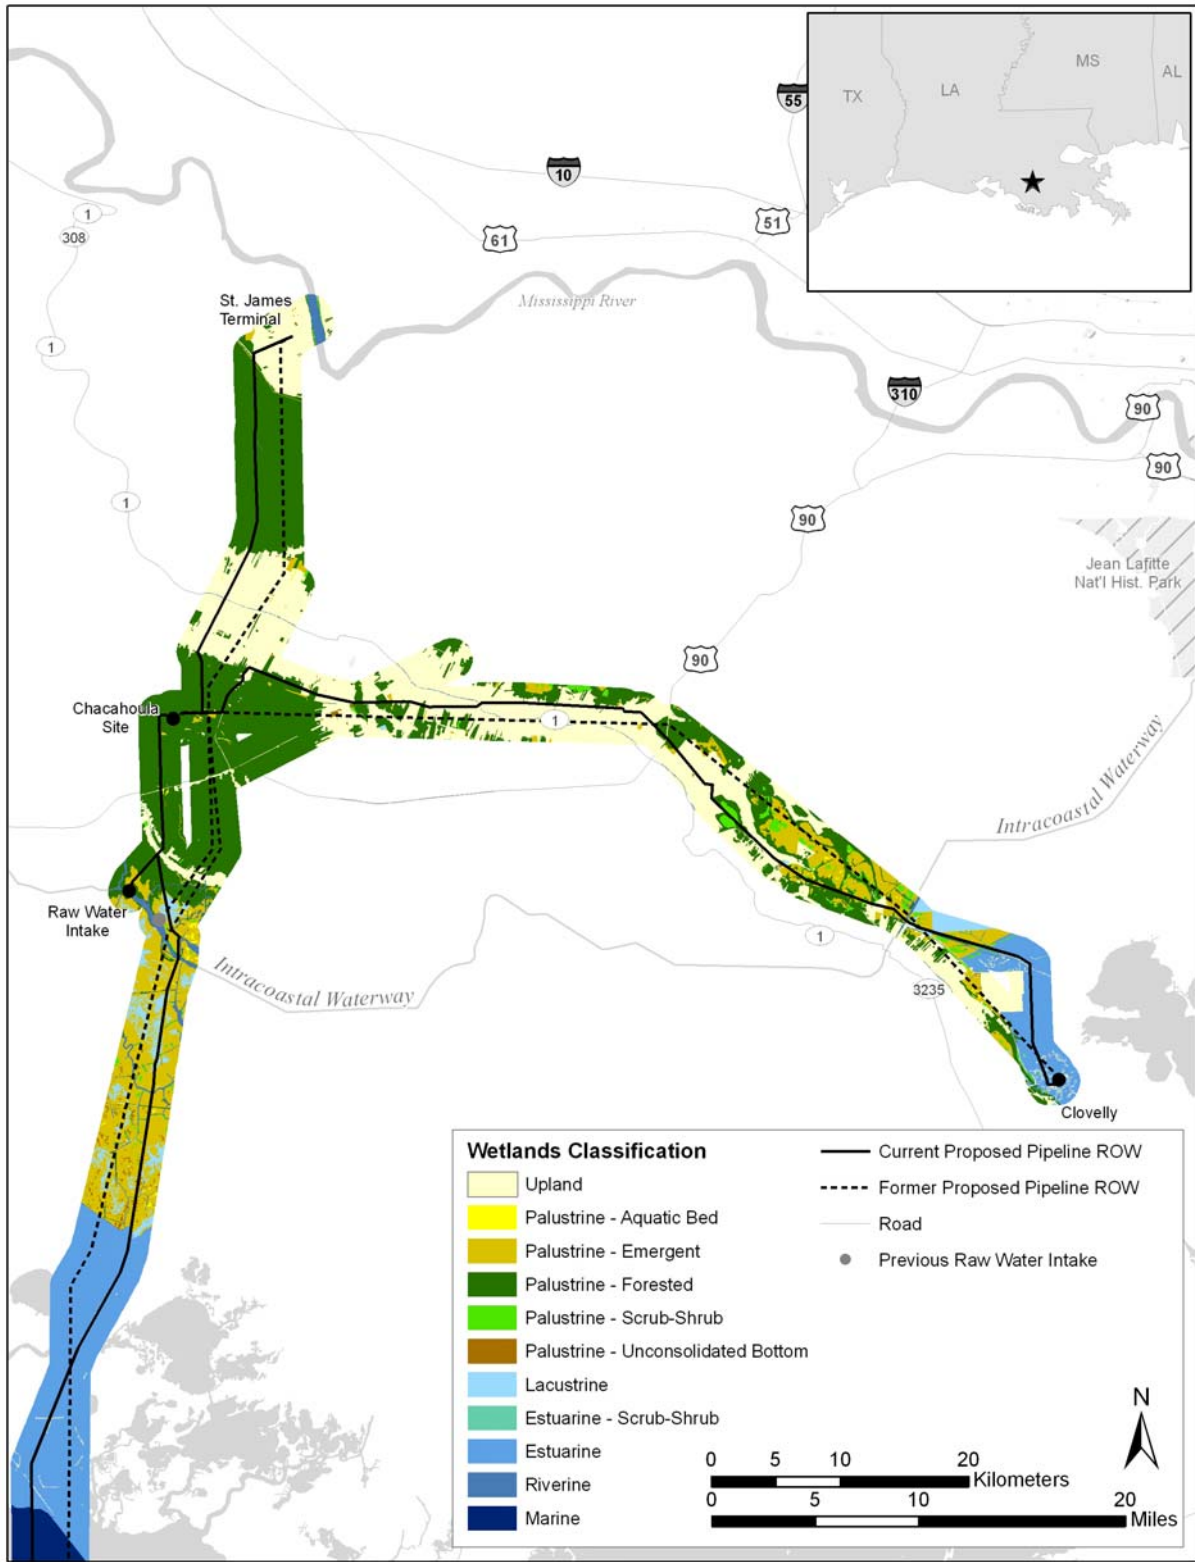 TX
LA
MS
AL
55
10
1
308
51
61
St. James
Terminal
Mississippi River
1
310
90
90
1
90
Jean Lafitte
Nat'l Hist. Park
90
Chacahoula
Site
1
Intracoastal Waterway
Raw Water
Intake
1
Intracoastal Waterway
3235
Clovelly
Wetlands Classification
Upland
Palustrine - Aquatic Bed
Palustrine - Emergent
Palustrine - Forested
Palustrine - Scrub-Shrub
Palustrine - Unconsolidated Bottom
Lacustrine
Estuarine - Scrub-Shrub
Estuarine
Riverine
Marine
Current Proposed Pipeline ROW
Former Proposed Pipeline ROW
Road
Previous Raw Water Intake
N
0 5 10 20
Kilometers
0 5 10 20
Miles